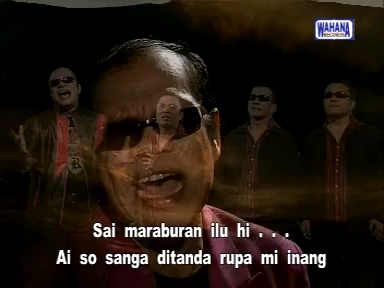 WAHANA
RECORDS
Sai maraburan ilu hi . . .
Ai so sanga ditanda rupa mi inang